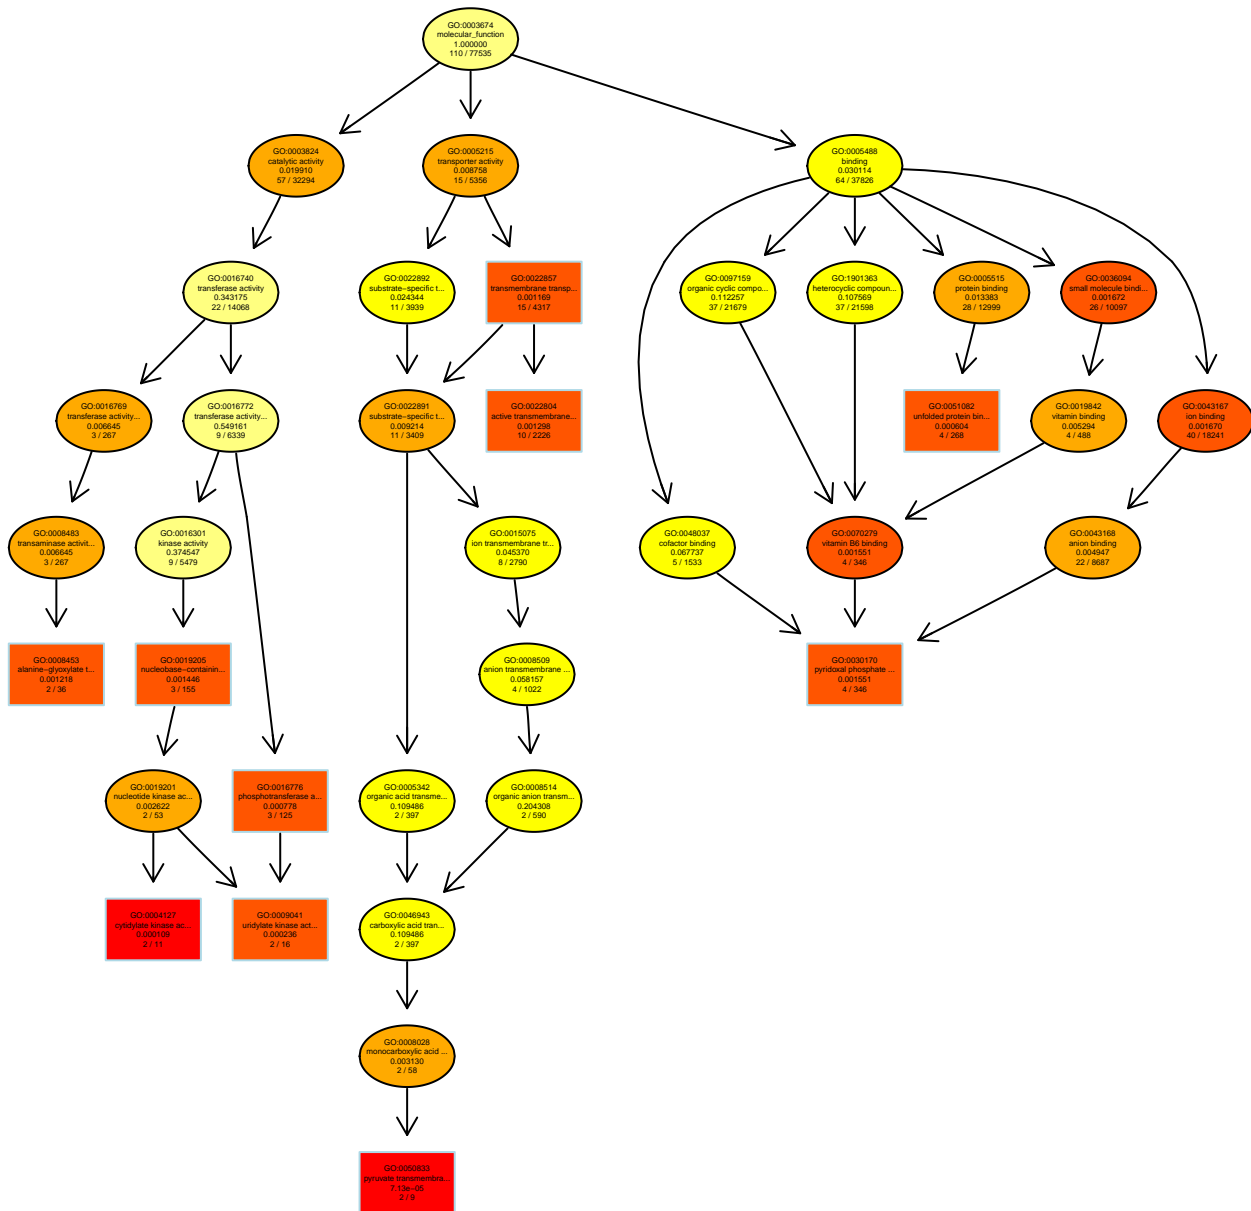 GO:0003674
molecular_function
1.000000
110 / 77535
GO:0003824
catalytic activity
0.019910
57 / 32294
GO:0005215
transporter activity
0.008758
15 / 5356
GO:0005488
binding
0.030114
64 / 37826
GO:0016740
transferase activity
0.343175
22 / 14068
GO:0022892
substrate−specific t...
0.024344
11 / 3939
GO:0022857
transmembrane transp...
0.001169
15 / 4317
GO:0097159
organic cyclic compo...
0.112257
37 / 21679
GO:1901363
heterocyclic compoun...
0.107569
37 / 21598
GO:0005515
protein binding
0.013383
28 / 12999
GO:0036094
small molecule bindi...
0.001672
26 / 10097
GO:0016769
transferase activity...
0.006645
3 / 267
GO:0016772
transferase activity...
0.549161
9 / 6339
GO:0022891
substrate−specific t...
0.009214
11 / 3409
GO:0022804
active transmembrane...
0.001298
10 / 2226
GO:0051082
unfolded protein bin...
0.000604
4 / 268
GO:0019842
vitamin binding
0.005294
4 / 488
GO:0043167
ion binding
0.001670
40 / 18241
GO:0008483
transaminase activit...
0.006645
3 / 267
GO:0016301
kinase activity
0.374547
9 / 5479
GO:0015075
ion transmembrane tr...
0.045370
8 / 2790
GO:0048037
cofactor binding
0.067737
5 / 1533
GO:0070279
vitamin B6 binding
0.001551
4 / 346
GO:0043168
anion binding
0.004947
22 / 8687
GO:0008453
alanine−glyoxylate t...
0.001218
2 / 36
GO:0019205
nucleobase−containin...
0.001446
3 / 155
GO:0008509
anion transmembrane ...
0.058157
4 / 1022
GO:0030170
pyridoxal phosphate ...
0.001551
4 / 346
GO:0019201
nucleotide kinase ac...
0.002622
2 / 53
GO:0016776
phosphotransferase a...
0.000778
3 / 125
GO:0005342
organic acid transme...
0.109486
2 / 397
GO:0008514
organic anion transm...
0.204308
2 / 590
GO:0004127
cytidylate kinase ac...
0.000109
2 / 11
GO:0009041
uridylate kinase act...
0.000236
2 / 16
GO:0046943
carboxylic acid tran...
0.109486
2 / 397
GO:0008028
monocarboxylic acid ...
0.003130
2 / 58
GO:0050833
pyruvate transmembra...
7.13e−05
2 / 9